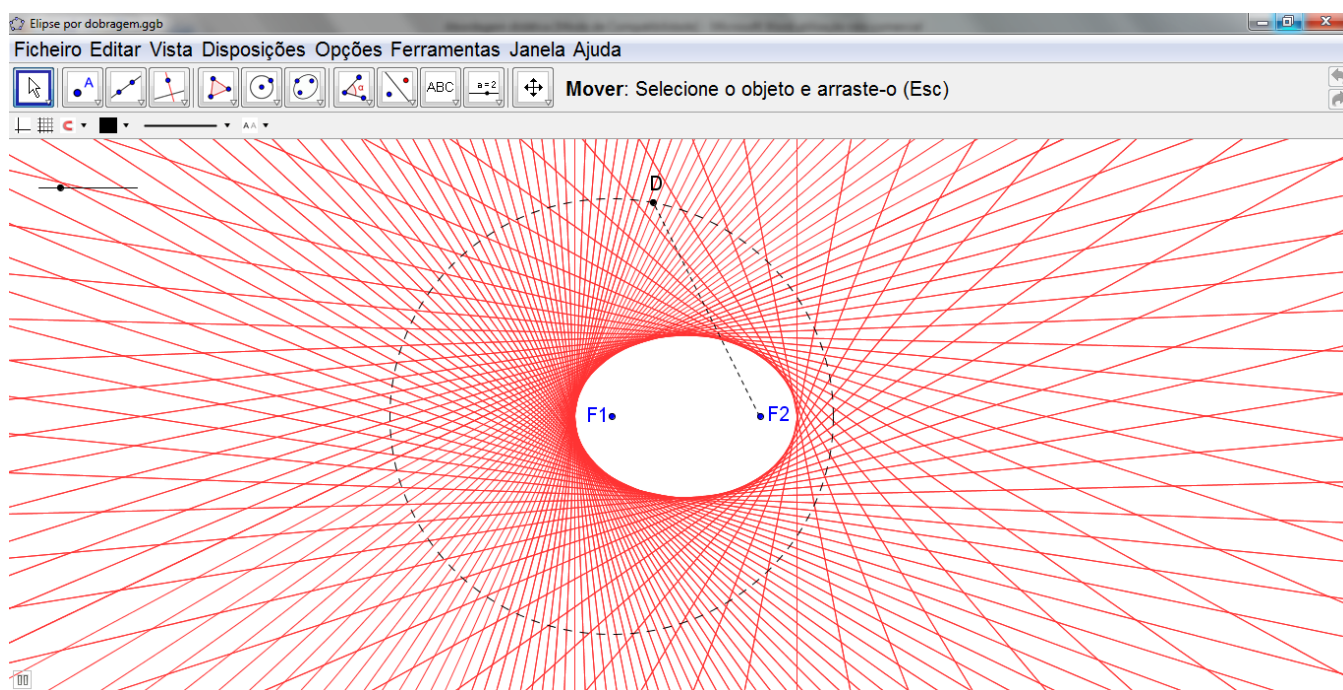 Elipse por dobragem.ggb
Ficheiro Editar Vista Disposições Opções Ferramentas Janela Ajuda
A α ABC a=2 Mover: Selecione o objeto e arraste-o (Esc)
A A
D
F1 F2